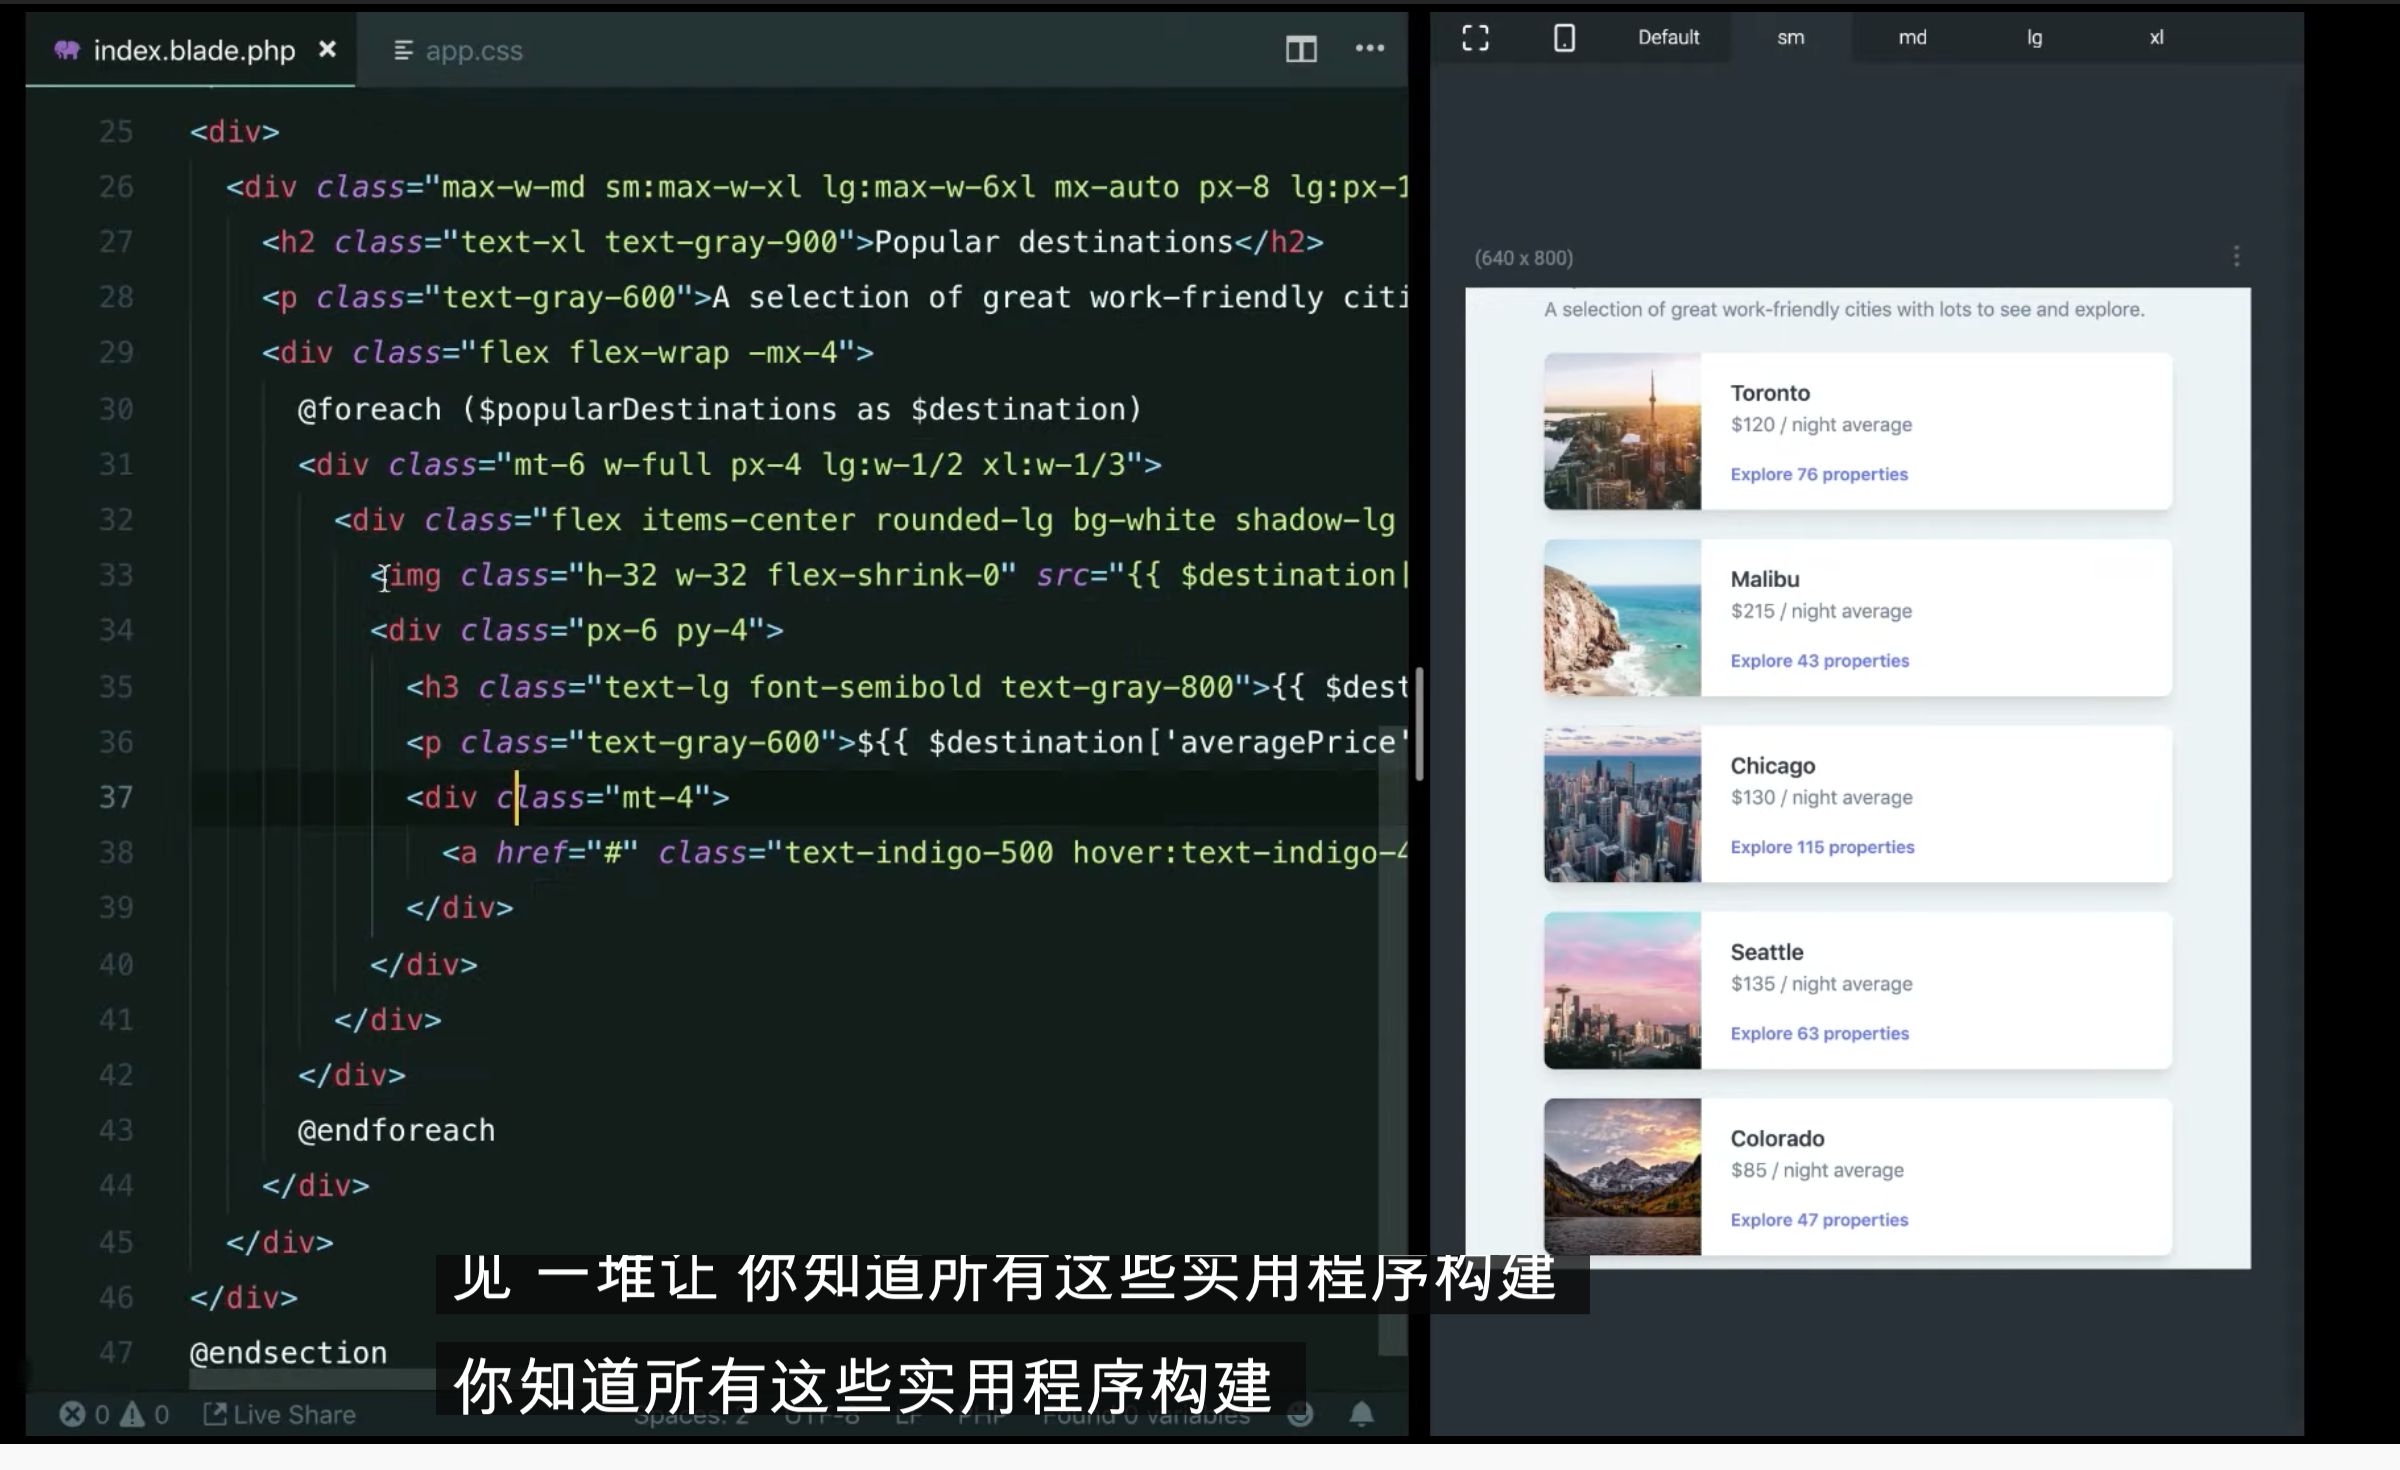 index.blade.php
app.css
25 <div>
26 <div class="max-w-md sm:max-w-xl lg:max-w-6xl mx-auto px-8 lg:px-1
27 <h2 class="text-xl text-gray-900">Popular destinations</h2>
28 <p class="text-gray-600">A selection of great work-friendly citi
29 <div class="flex flex-wrap -mx-4">
30 @foreach ($popularDestinations as $destination)
31 <div class="mt-6 w-full px-4 lg:w-1/2 xl:w-1/3">
32 <div class="flex items-center rounded-lg bg-white shadow-lg
33 <img class="h-32 w-32 flex-shrink-0" src="{{ $destination[
34 <div class="px-6 py-4">
35 <h3 class="text-lg font-semibold text-gray-800">{{ $dest
36 <p class="text-gray-600">${{ $destination['averagePrice'
37 <div class="mt-4">
38 <a href="#" class="text-indigo-500 hover:text-indigo-4
39 </div>
40 </div>
41 </div>
42 </div>
43 @endforeach
44 </div>
45 </div>
46 </div>
47 @endsection
0 0 Live Share Spaces: 2 UTF-8 LF PHP Found 0 variables
Default sm md lg xl
(640 x 800)
A selection of great work-friendly cities with lots to see and explore.
Toronto
$120 / night average
Explore 76 properties
Malibu
$215 / night average
Explore 43 properties
Chicago
$130 / night average
Explore 115 properties
Seattle
$135 / night average
Explore 63 properties
Colorado
$85 / night average
Explore 47 properties
见 一堆让 你知道所有这些实用程序构建
你知道所有这些实用程序构建